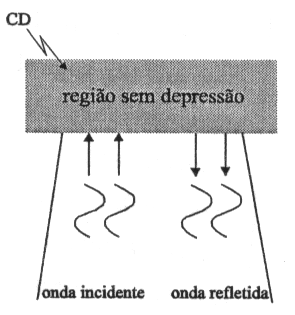 CD
região sem depressão
onda incidente onda refletida